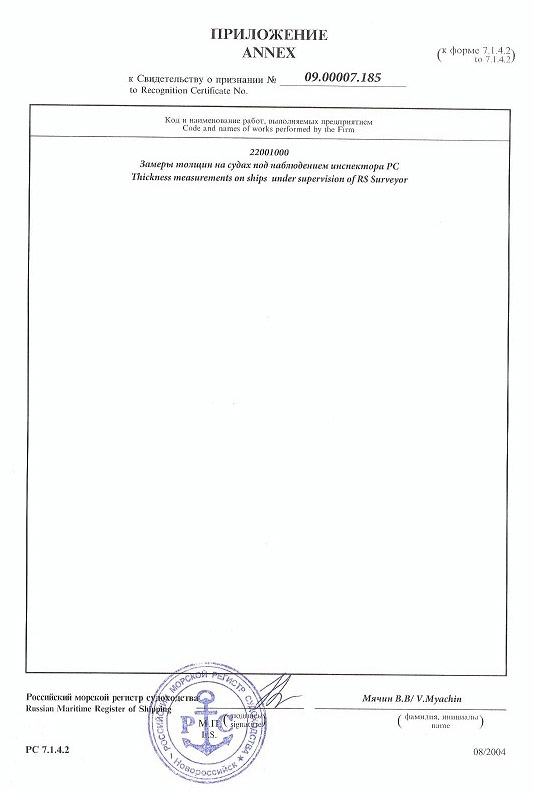 ПРИЛОЖЕНИЕ
ANNEX
(к форме 7.1.4.2)
to 7.1.4.2
к Свидетельству о признании № 09.00007.185
to Recognition Certificate No.
Код и наименование работ, выполняемых предприятием
Code and names of works performed by the Firm
22001000
Замеры толщин на судах под наблюдением инспектора РС
Thickness measurements on ships under supervision of RS Surveyor
Российский морской регистр судоходства
Russian Maritime Register of Shipping
Мячин В.В/ V.Myachin
(подпись)
signature
(фамилия, инициалы)
name
М.П.
L.S.
РОССИЙСКИЙ МОРСКОЙ РЕГИСТР СУДОХОДСТВА
Новороссийск
РС
РС 7.1.4.2
08/2004